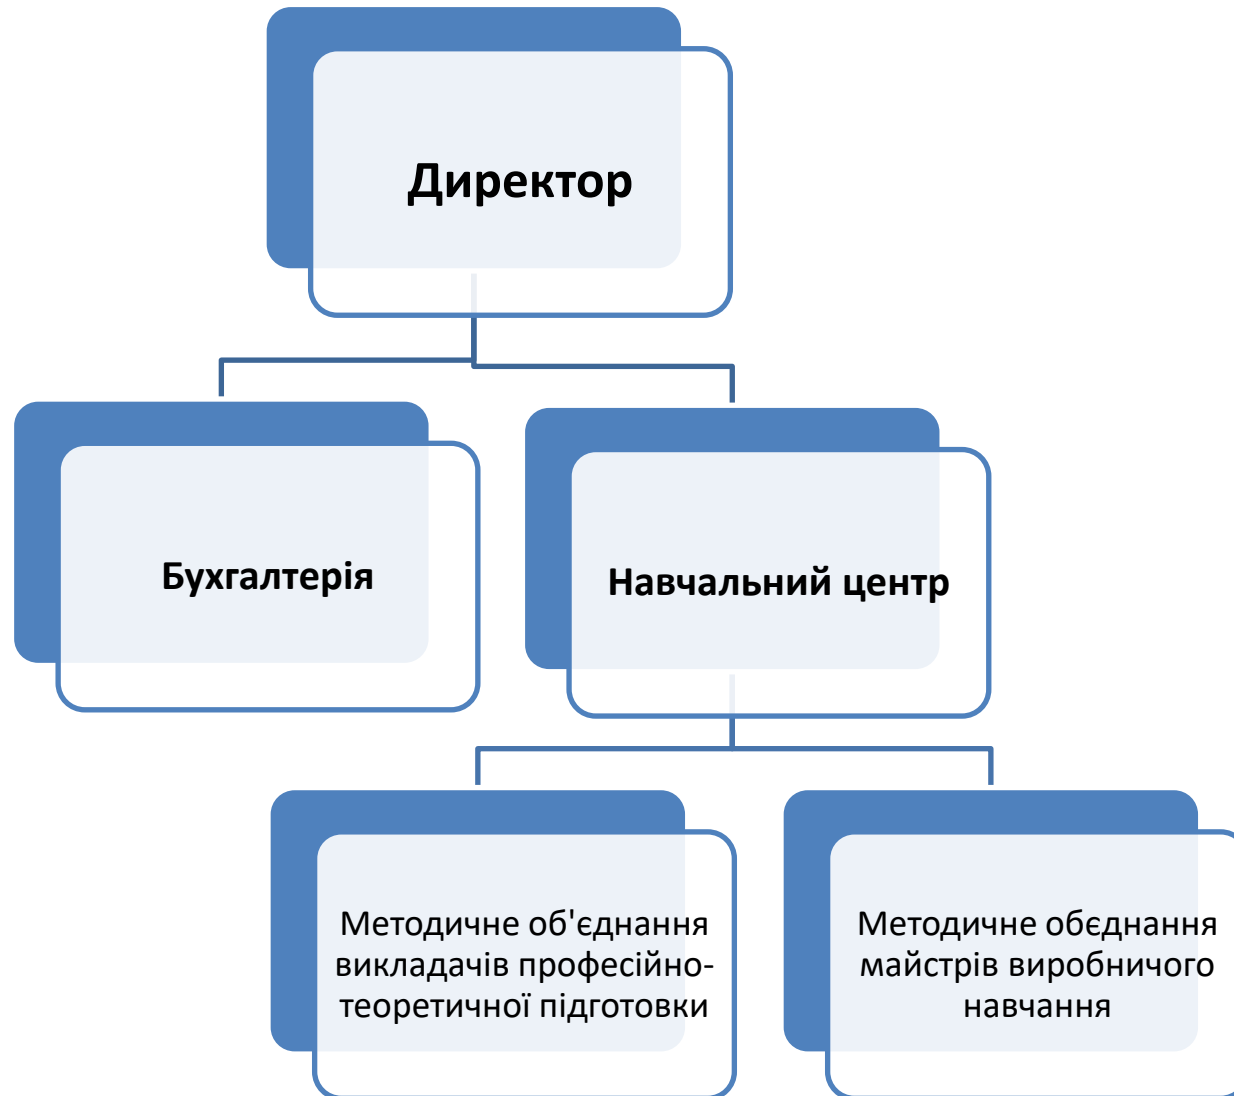 Директор
Бухгалтерія
Навчальний центр
Методичне об'єднання
викладачів професійно-
теоретичної підготовки
Методичне обєднання
майстрів виробничого
навчання